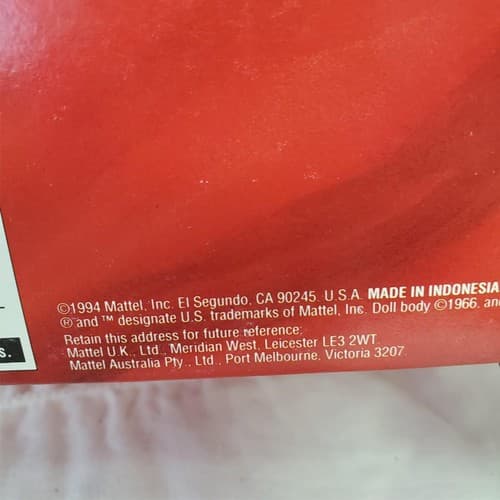 ©1994 Mattel, Inc. El Segundo, CA 90245 U.S.A. MADE IN INDONESIA
® and ™ designate U.S. trademarks of Mattel, Inc. Doll body ©1966. and
Retain this address for future reference:
Mattel U.K., Ltd., Meridian West, Leicester LE3 2WT.
Mattel Australia Pty., Ltd., Port Melbourne, Victoria 3207.
S.